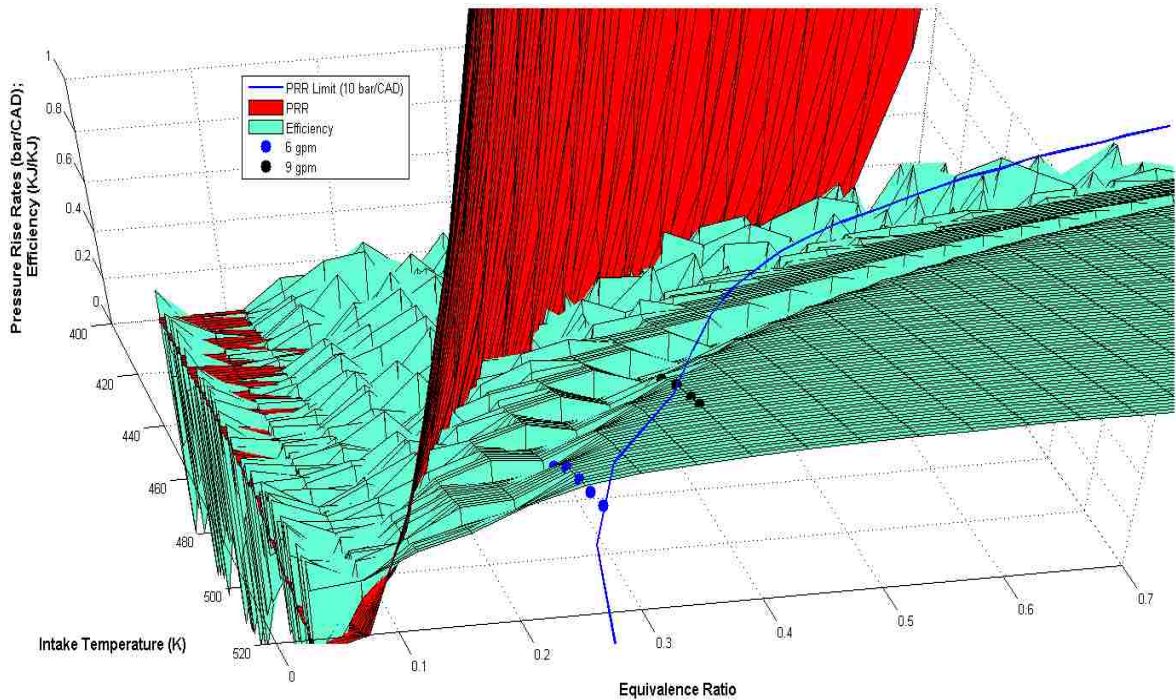 Pressure Rise Rates (bar/CAD);
Efficiency (KJ/KJ)
1
0.8
0.6
0.4
0.2
0
PRR Limit (10 bar/CAD)
PRR
Efficiency
6 gpm
9 gpm
400
420
440
460
480
500
520
Intake Temperature (K)
0
0.1
0.2
0.3
0.4
0.5
0.6
0.7
Equivalence Ratio